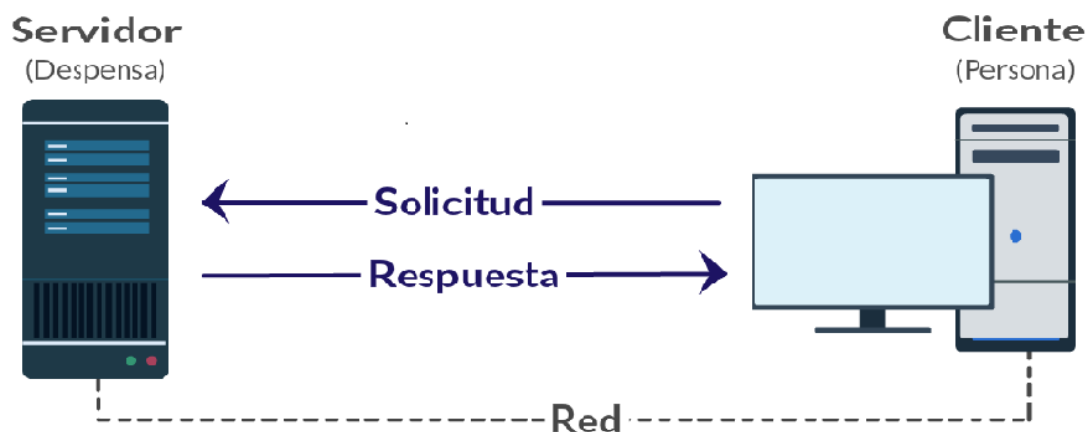 Servidor
(Despensa)
Cliente
(Persona)
Solicitud
Respuesta
Red